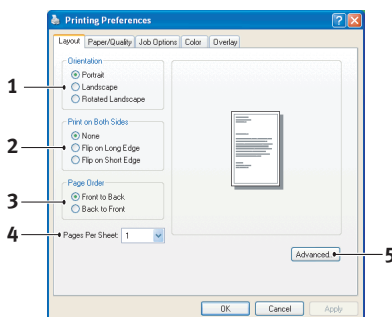 Printing Preferences
Layout Paper/Quality Job Options Color Overlay
Orientation
Portrait
1 Landscape
Rotated Landscape
Print on Both Sides
None
2 Flip on Long Edge
Flip on Short Edge
Page Order
3 Front to Back
Back to Front
4 Pages Per Sheet: 1
Advanced... 5
OK Cancel Apply